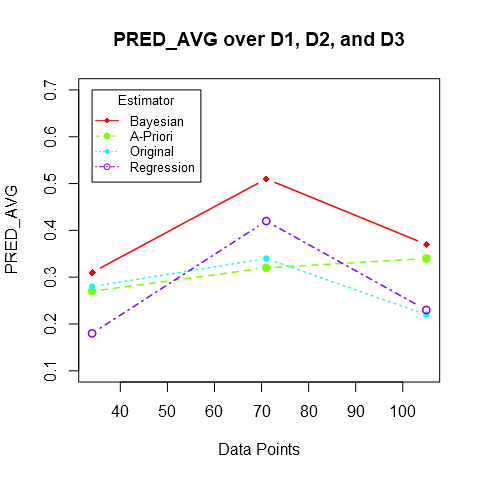 PRED_AVG over D1, D2, and D3
Estimator
Bayesian
A-Priori
Original
Regression
PRED_AVG
0.7
0.6
0.5
0.4
0.3
0.2
0.1
40 50 60 70 80 90 100
Data Points